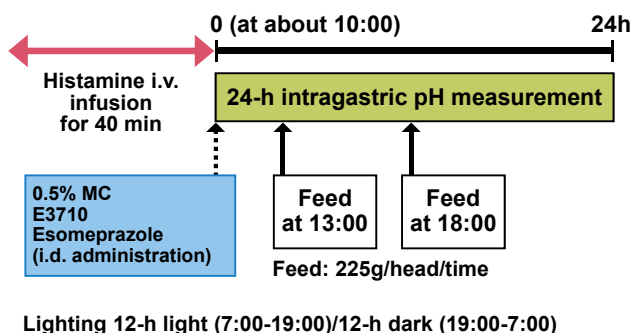 0 (at about 10:00)
24h
Histamine i.v.
infusion
for 40 min
24-h intragastric pH measurement
0.5% MC
E3710
Esomeprazole
(i.d. administration)
Feed
at 13:00
Feed
at 18:00
Feed: 225g/head/time
Lighting 12-h light (7:00-19:00)/12-h dark (19:00-7:00)